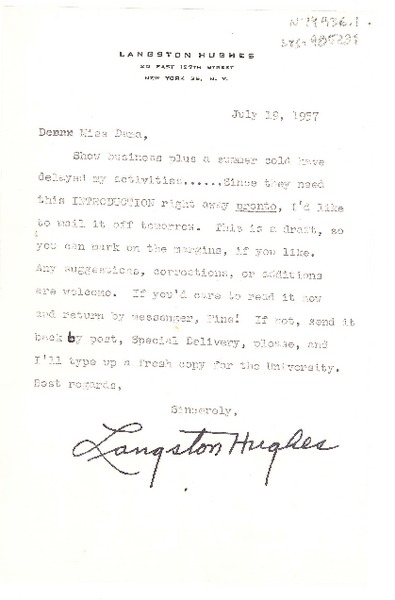 N°14936.1
LANGSTON HUGHES
20 EAST 127TH STREET
NEW YORK 35, N. Y.
July 19, 1957
Dearx Miss Dana,
Show business plus a summer cold have
delayed my activities......Since they need
this INTRODUCTION right away pronto, I'd like
to mail it off tomorrow. This is a draft, so
you can mark on the margins, if you like.
Any suggestions, corrections, or additions
are welcome. If you'd care to read it now
and return by messenger, fine! If not, send it
back by post, Special Delivery, please, and
I'll type up a fresh copy for the University.
Best regards,
Sincerely,
Langston Hughes